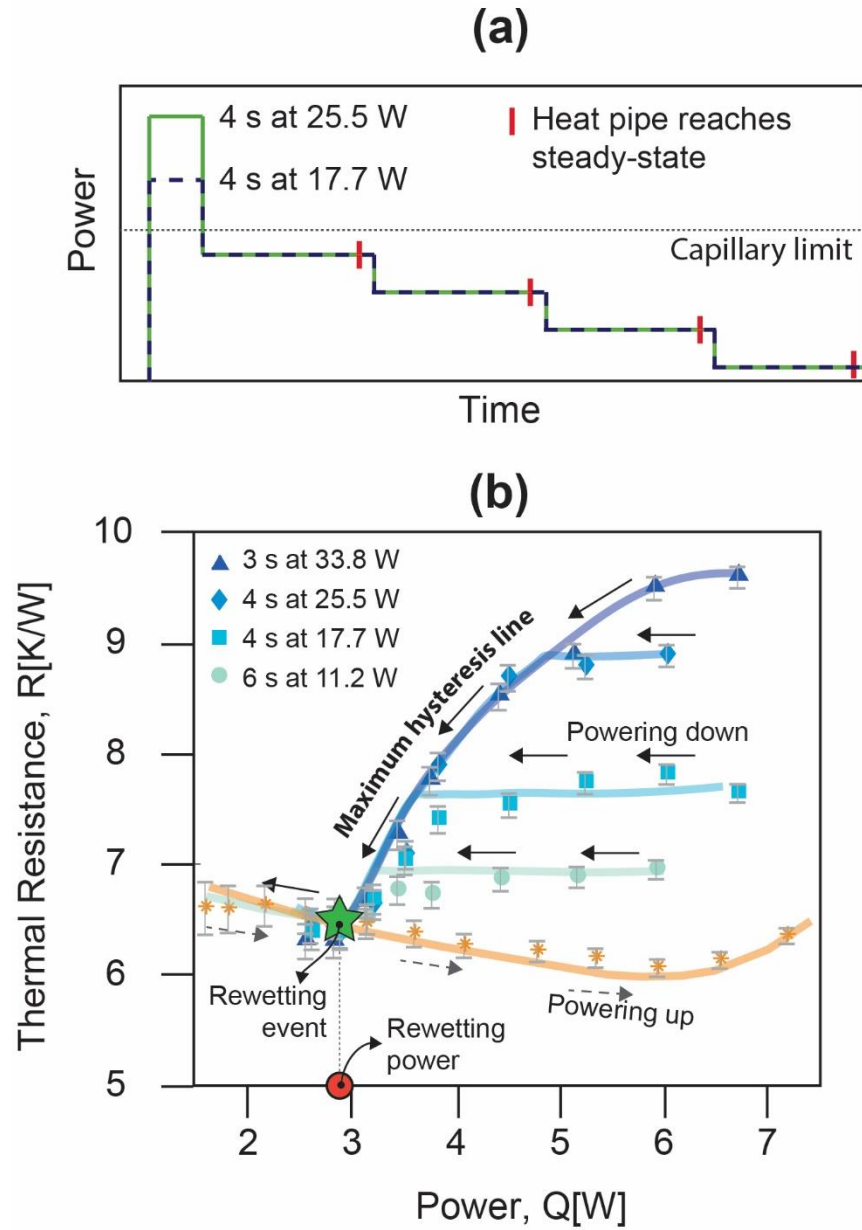 (a)
4 s at 25.5 W
4 s at 17.7 W
Heat pipe reaches
steady-state
Capillary limit
Power
Time
(b)
10
9
8
7
6
5
Thermal Resistance, R[K/W]
3 s at 33.8 W
4 s at 25.5 W
4 s at 17.7 W
6 s at 11.2 W
Maximum hysteresis line
Powering down
Rewetting
event
Rewetting
power
Powering up
2
3
4
5
6
7
Power, Q[W]